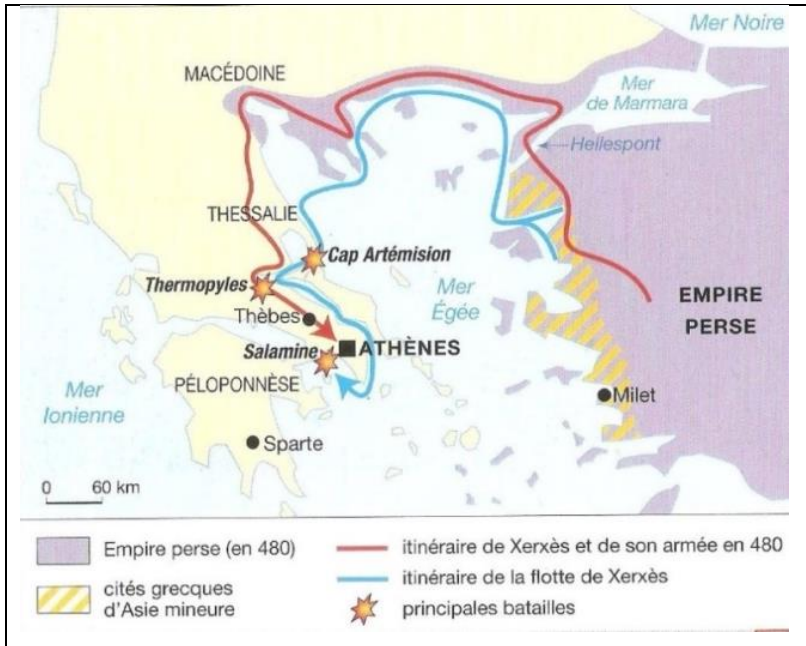 Mer Noire
MACÉDOINE
Mer
de Marmara
Hellespont
THESSALIE
Cap Artémision
Thermopyles
Mer
Égée
EMPIRE
PERSE
Thèbes
Salamine
ATHÈNES
Mer
Ionienne
PÉLOPONNÈSE
Milet
Sparte
0 60 km
Empire perse (en 480)
cités grecques
d'Asie mineure
itinéraire de Xerxès et de son armée en 480
itinéraire de la flotte de Xerxès
principales batailles